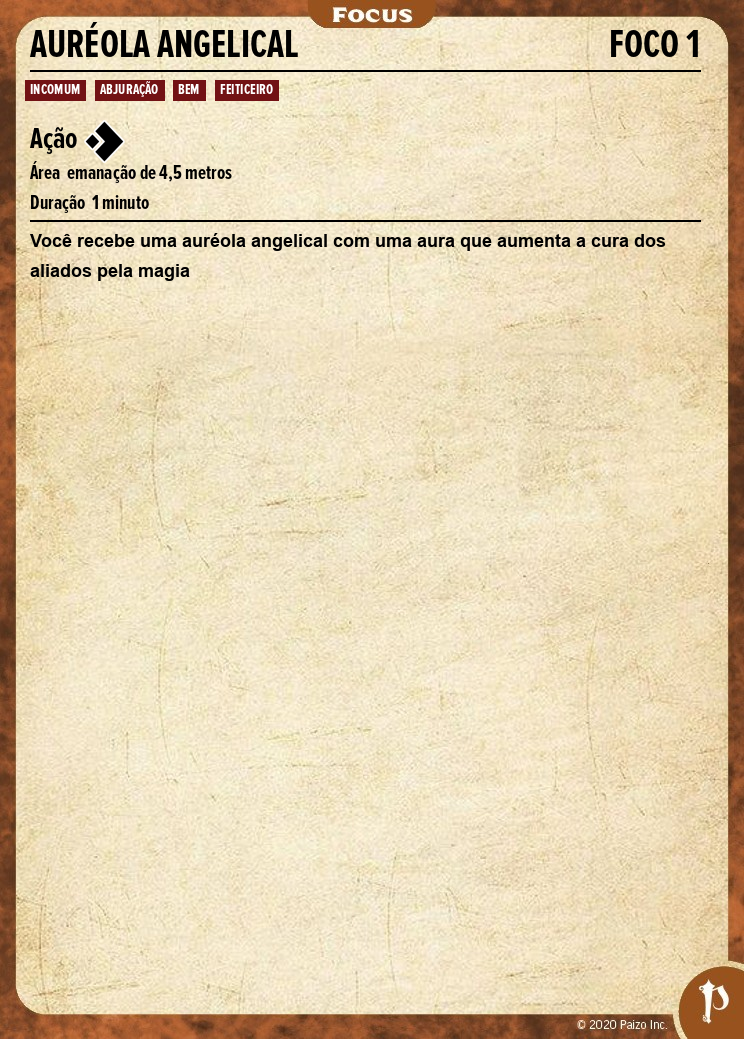 Focus
AURÉOLA ANGELICAL FOCO 1
INCOMUM ABJURAÇÃO BEM FEITICEIRO
Ação
Área emanação de 4,5 metros
Duração 1 minuto
Você recebe uma auréola angelical com uma aura que aumenta a cura dos
aliados pela magia
© 2020 Paizo Inc.
P